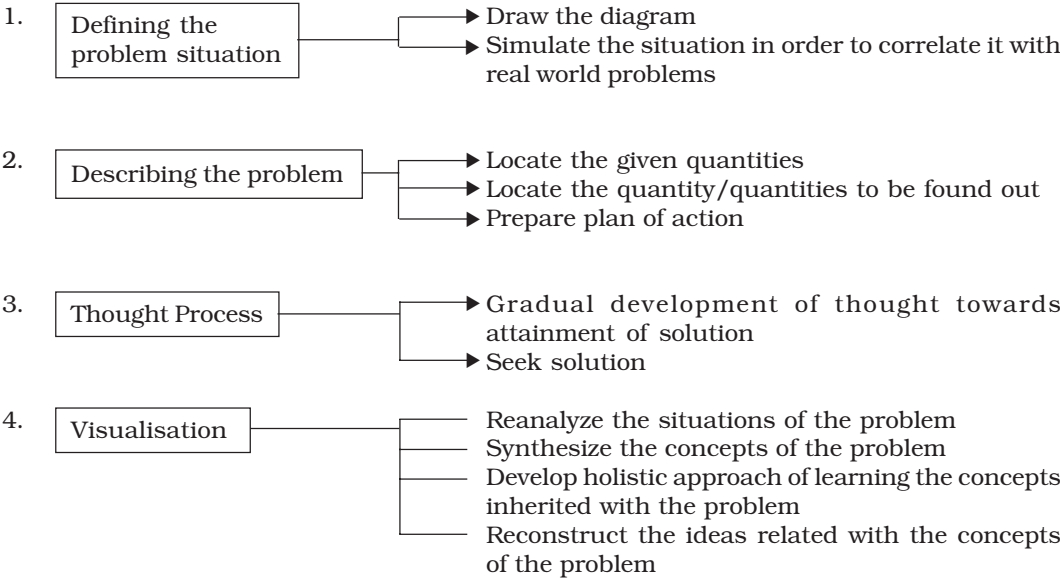 1. Defining the
problem situation
Draw the diagram
Simulate the situation in order to correlate it with
real world problems
2. Describing the problem
Locate the given quantities
Locate the quantity/quantities to be found out
Prepare plan of action
3. Thought Process
Gradual development of thought towards
attainment of solution
Seek solution
4. Visualisation
Reanalyze the situations of the problem
Synthesize the concepts of the problem
Develop holistic approach of learning the concepts
inherited with the problem
Reconstruct the ideas related with the concepts
of the problem